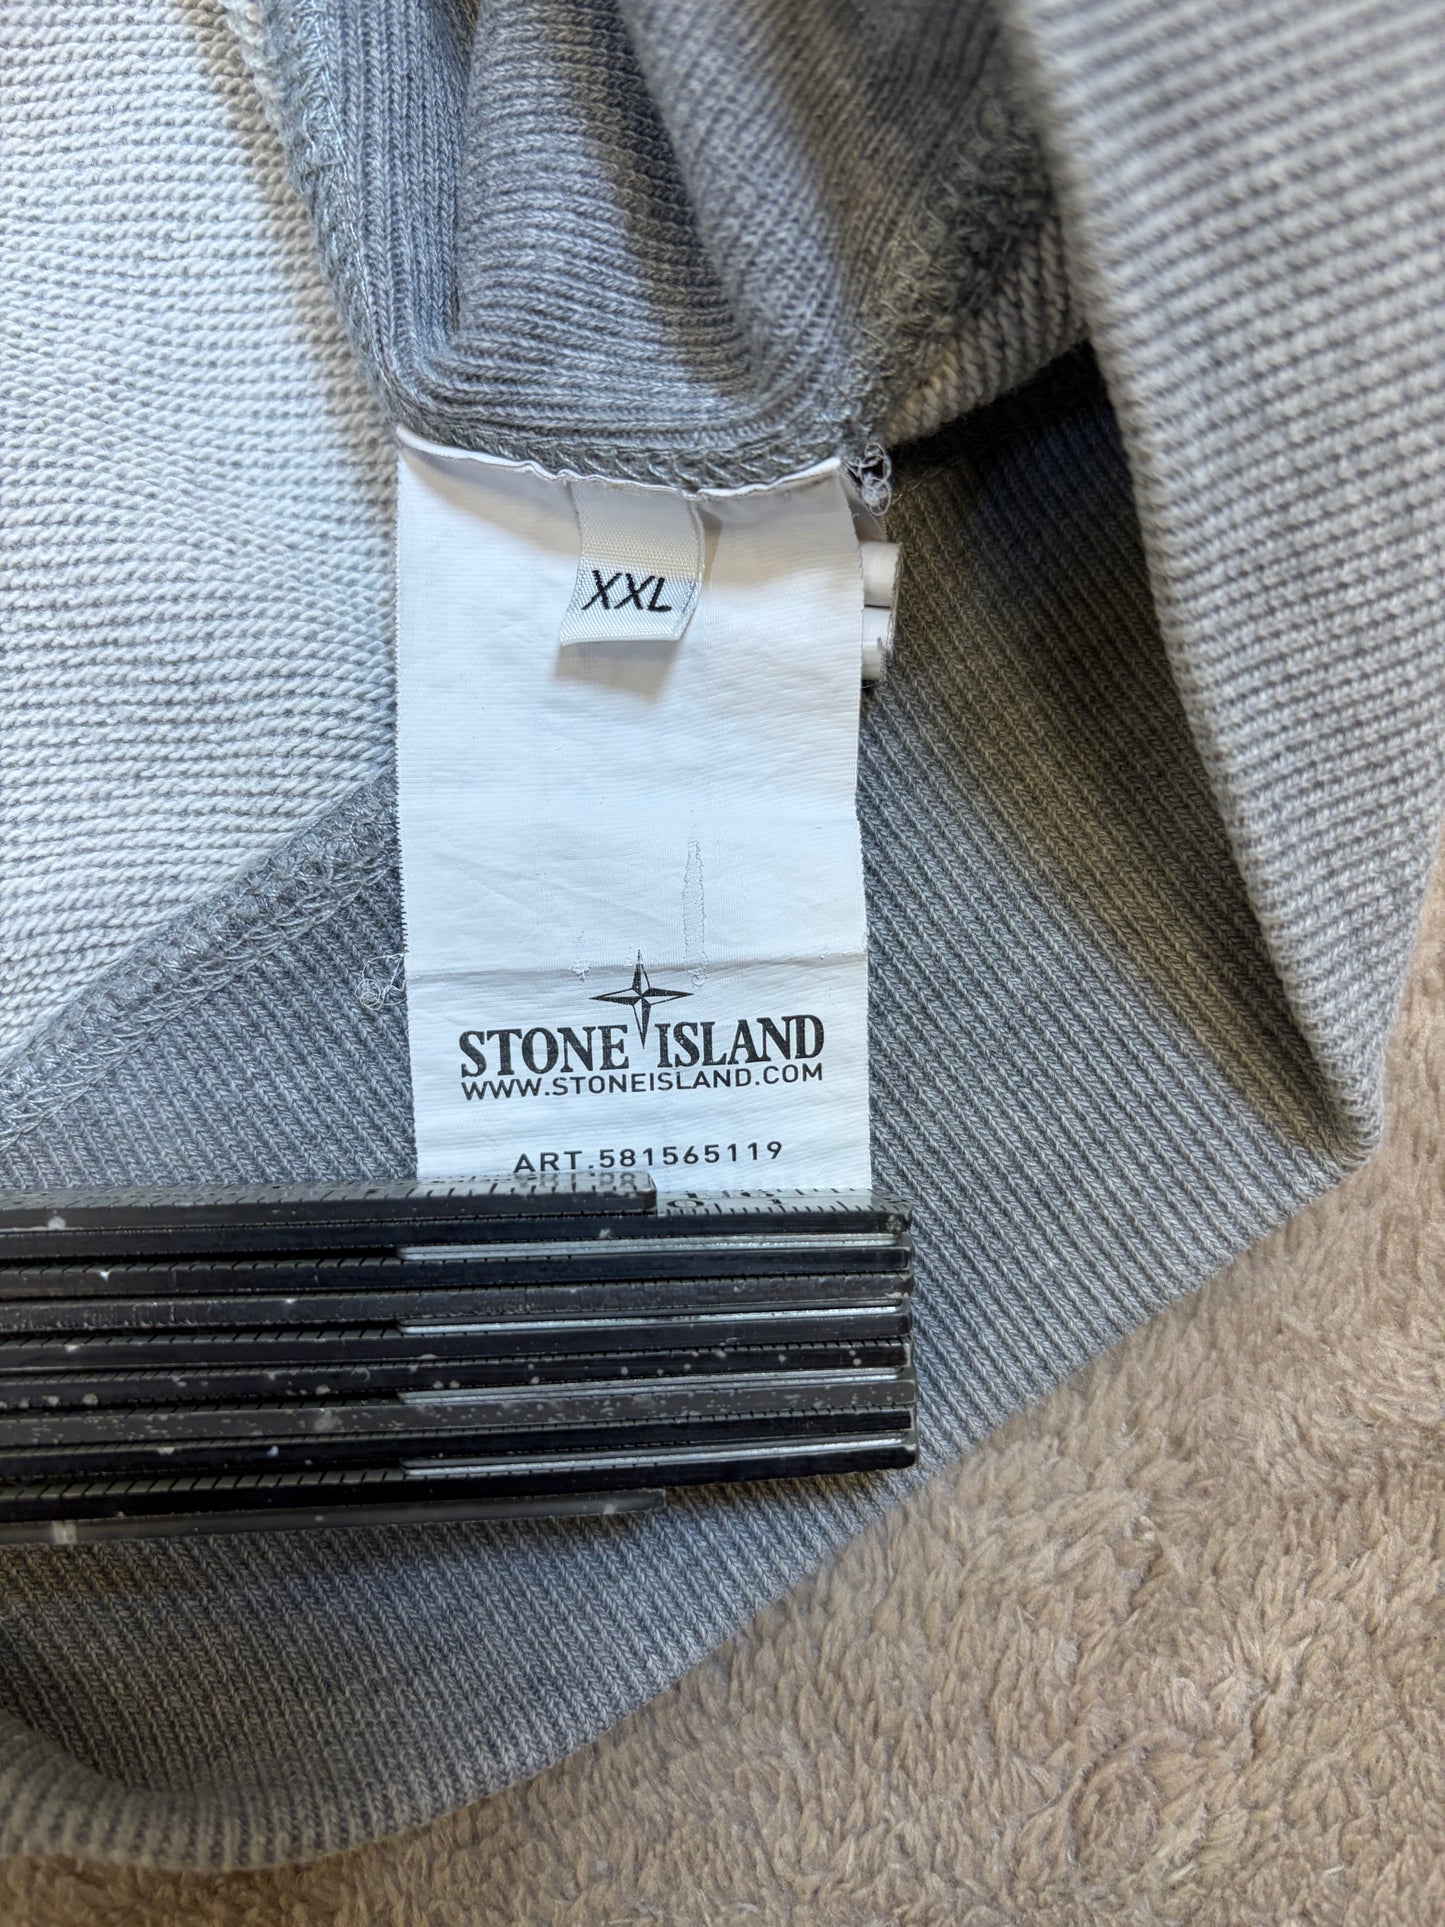 XXL
STONE ISLAND
WWW.STONEISLAND.COM
ART.581565119